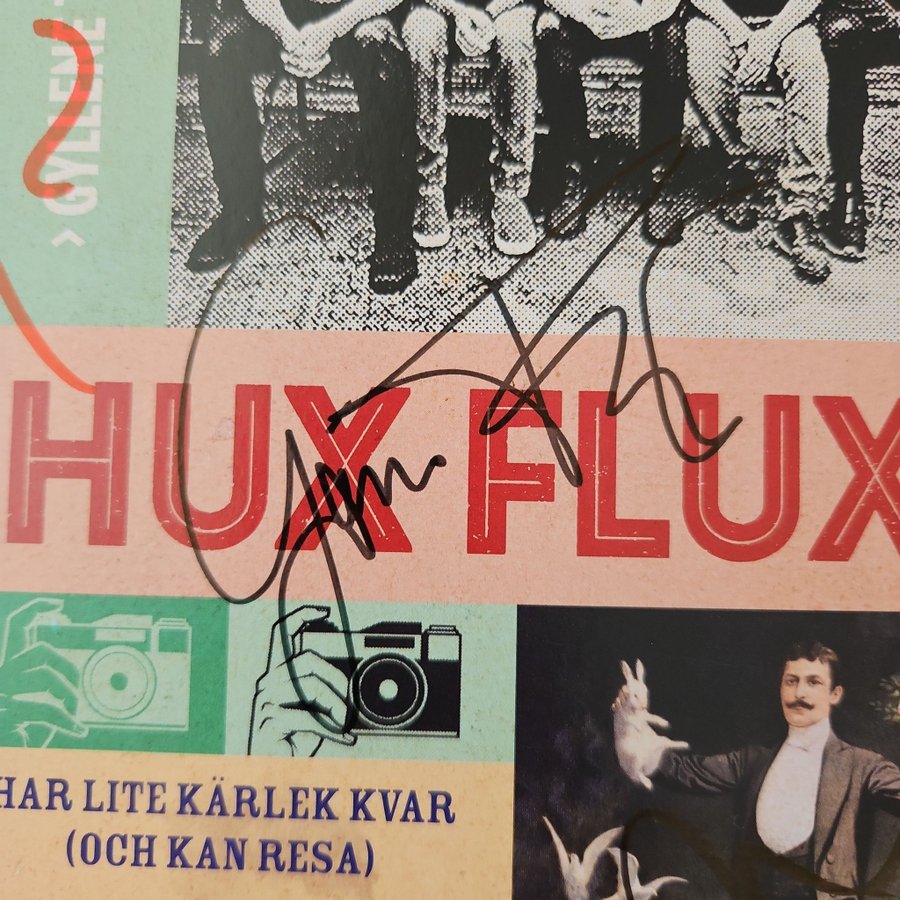 > GYLLENE
HUX FLUX
HAR LITE KÄRLEK KVAR
(OCH KAN RESA)